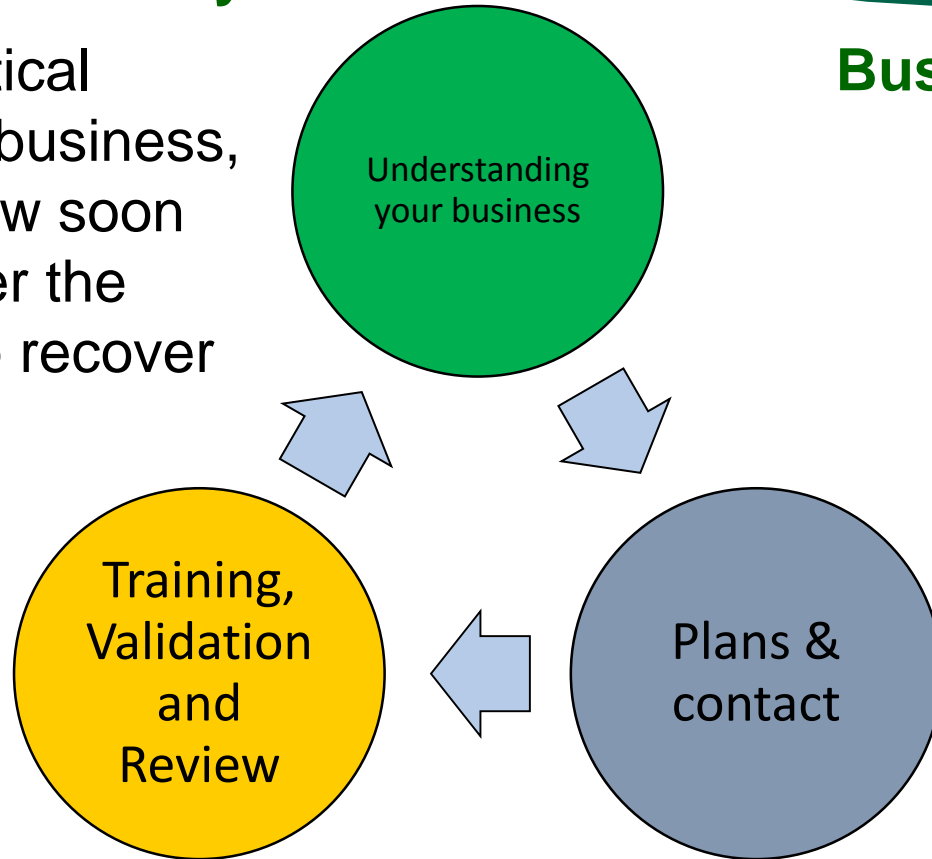 Bus
tical
business,
w soon
er the
recover
Understanding
your business
Training,
Validation
and
Review
Plans &
contact